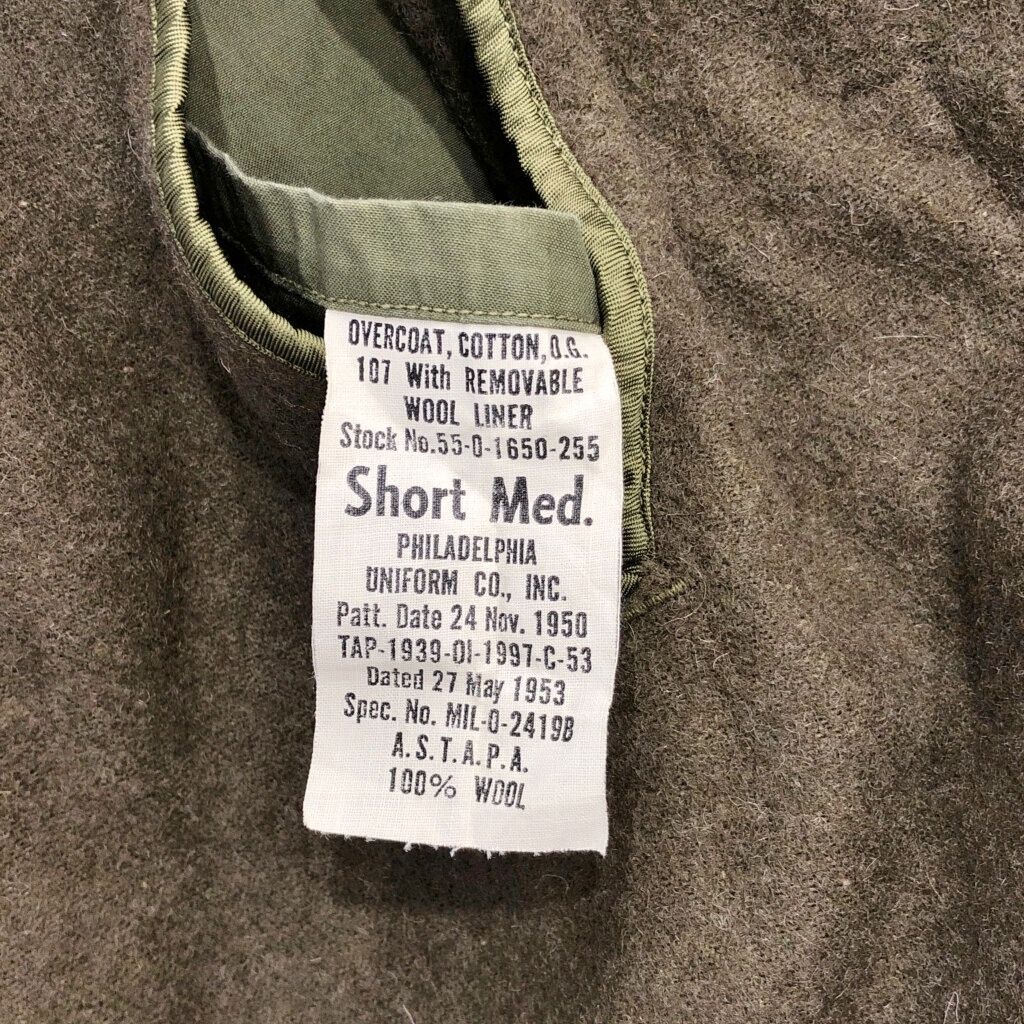 OVERCOAT, COTTON, O.G.
107 With REMOVABLE
WOOL LINER
Stock No. 55-O-1650-255
Short Med.
PHILADELPHIA
UNIFORM CO., INC.
Patt. Date 24 Nov. 1950
TAP-1939-OI-1997-C-53
Dated 27 May 1953
Spec. No. MIL-O-2419B
A.S.T.A.P.A.
100% WOOL